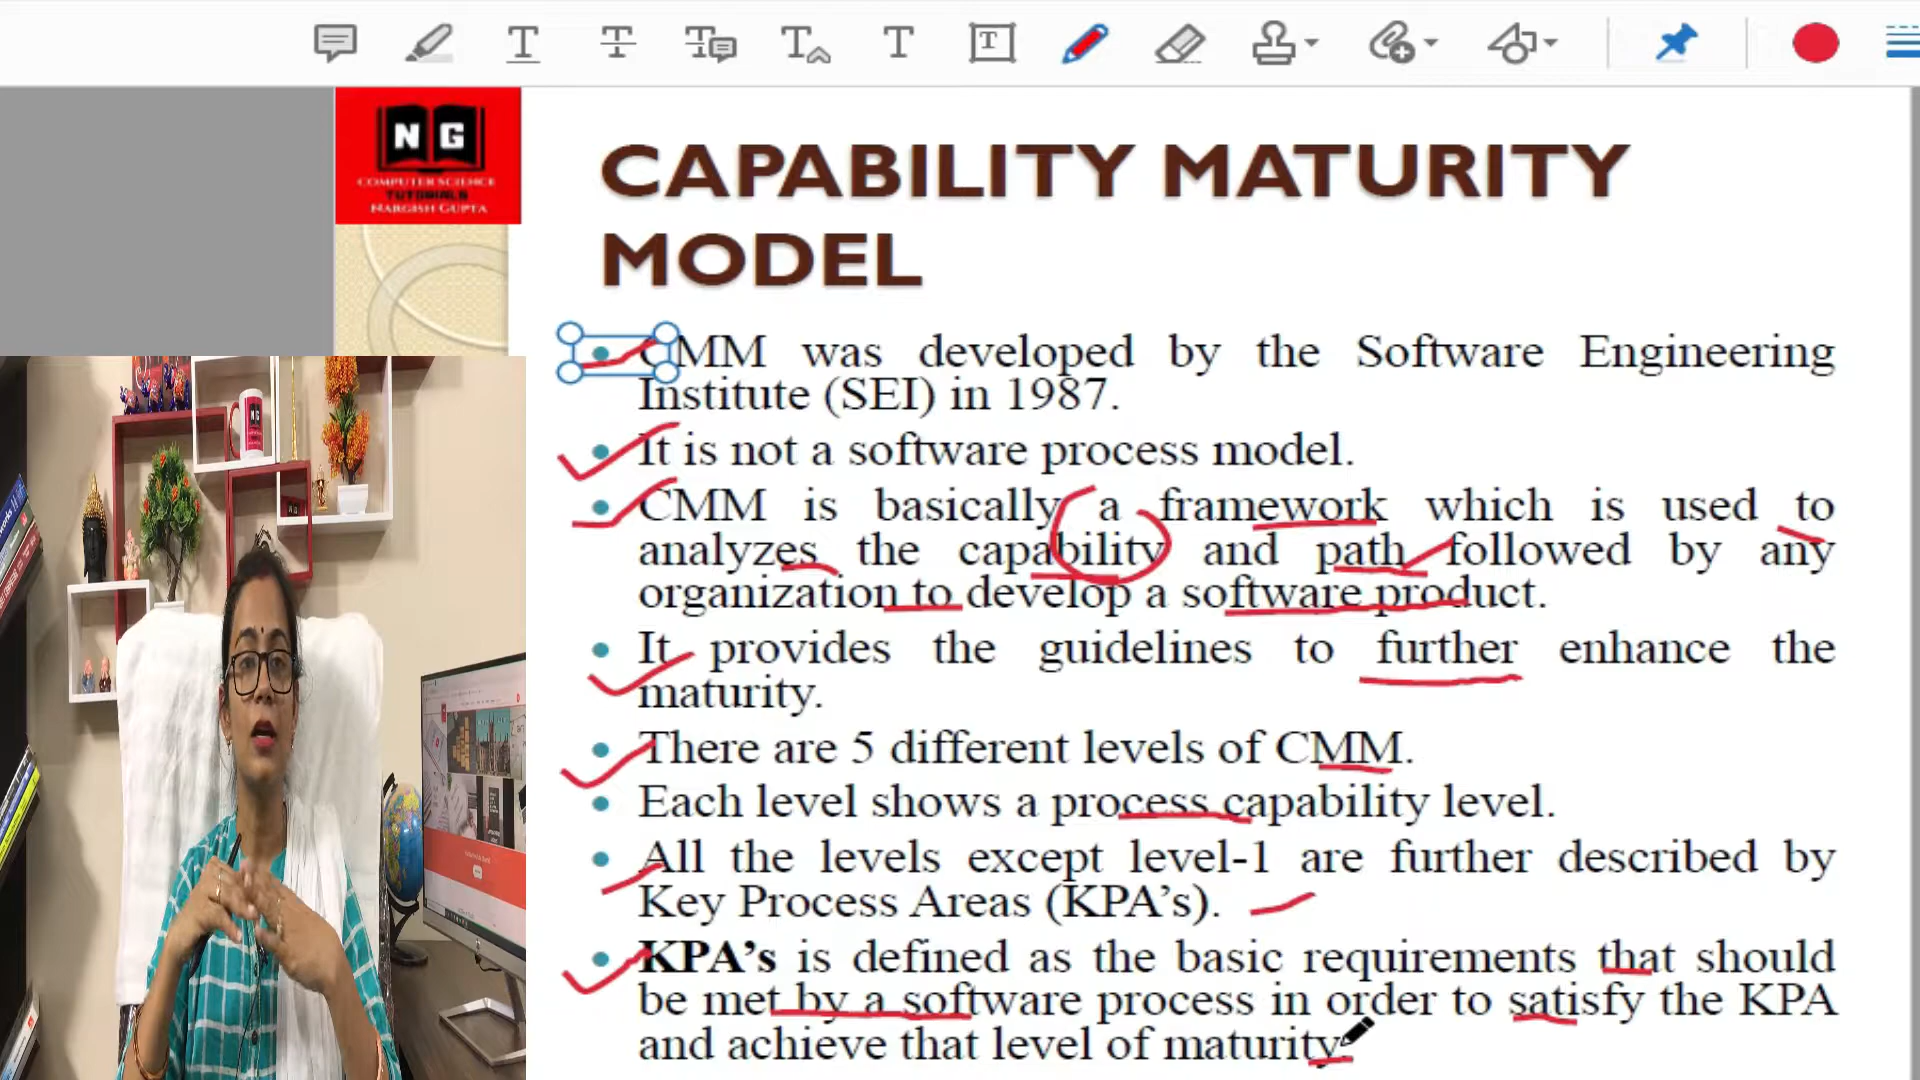 N G
COMPUTER SCIENCE
TUTORIALS
NARGISH GUPTA
CAPABILITY MATURITY
MODEL
CMM was developed by the Software Engineering
Institute (SEI) in 1987.
It is not a software process model.
CMM is basically a framework which is used to
analyzes the capability and path followed by any
organization to develop a software product.
It provides the guidelines to further enhance the
maturity.
There are 5 different levels of CMM.
Each level shows a process capability level.
All the levels except level-1 are further described by
Key Process Areas (KPA's).
KPA's is defined as the basic requirements that should
be met by a software process in order to satisfy the KPA
and achieve that level of maturity.